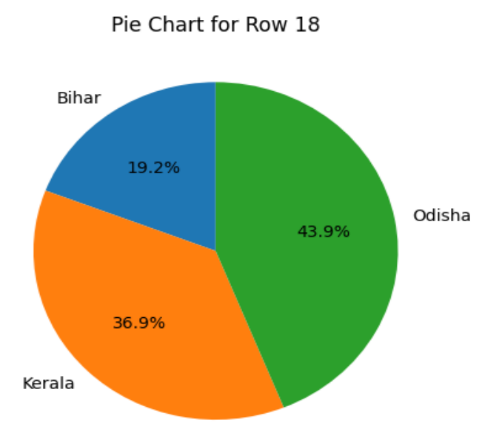 Pie Chart for Row 18
Bihar
19.2%
Odisha
43.9%
36.9%
Kerala